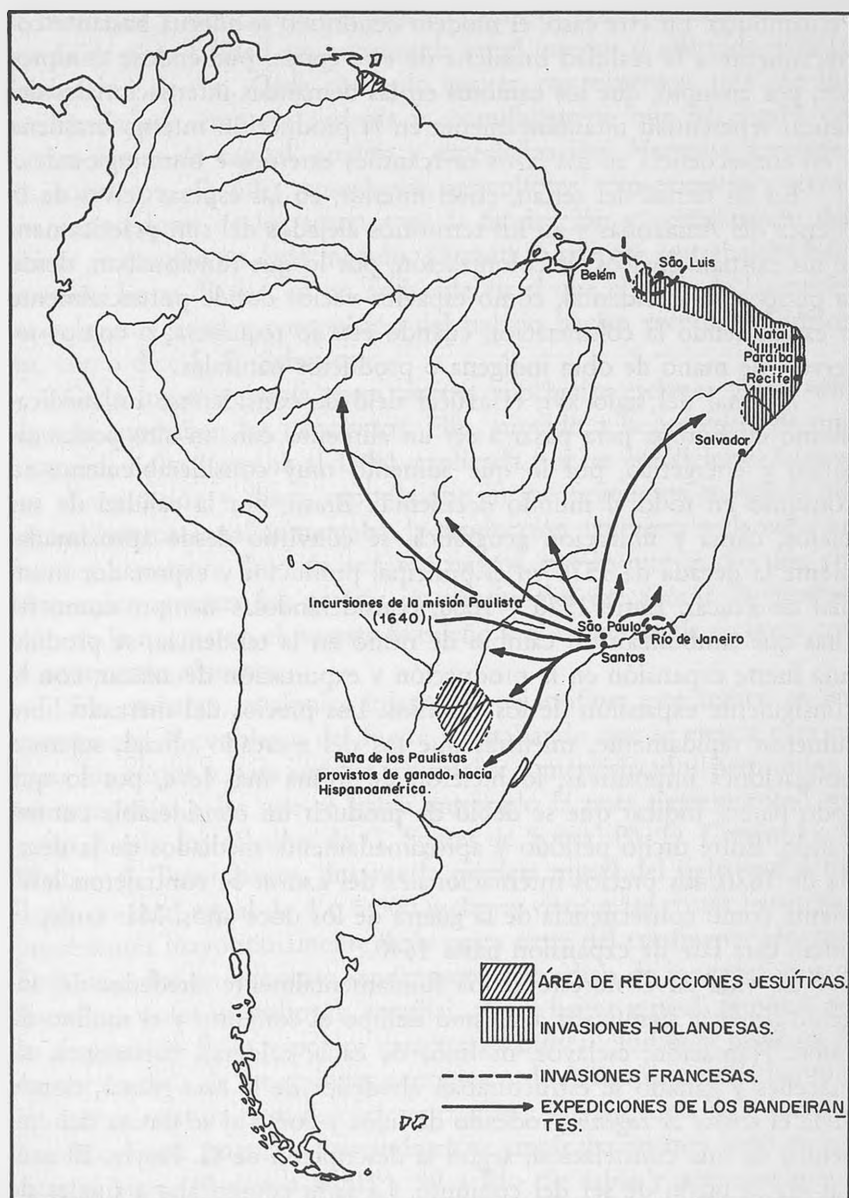 Belém
São Luis
Natal
Paraiba
Recife
Salvador
Incursiones de la misión Paulista
(1640)
São Paulo
Río de Janeiro
Santos
Ruta de los Paulistas
provistos de ganado, hacia
Hispanoamérica.
ÁREA DE REDUCCIONES JESUÍTICAS.
INVASIONES HOLANDESAS.
INVASIONES FRANCESAS.
EXPEDICIONES DE LOS BANDEIRAN
TES.